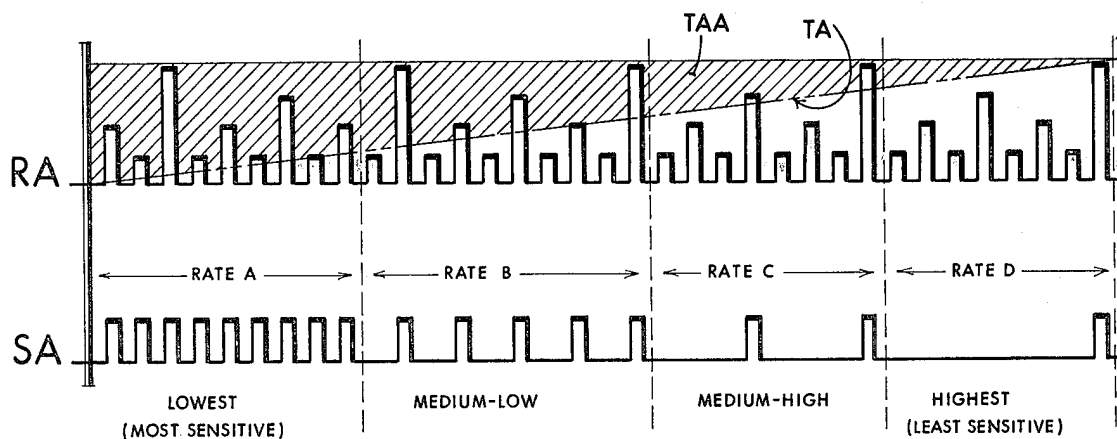 TAA
TA
RA
RATE A
RATE B
RATE C
RATE D
SA
LOWEST
(MOST SENSITIVE)
MEDIUM-LOW
MEDIUM-HIGH
HIGHEST
(LEAST SENSITIVE)